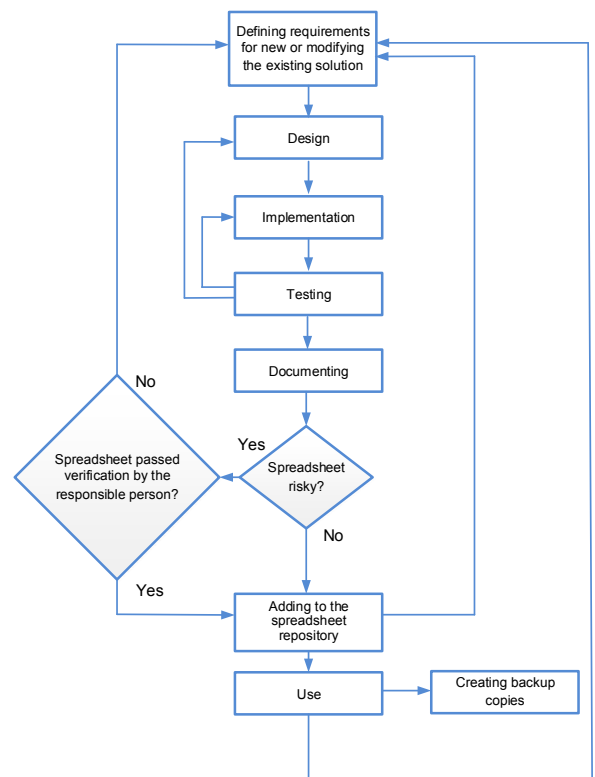 Defining requirements
for new or modifying
the existing solution
Design
Implementation
Testing
Documenting
No
Yes
Spreadsheet passed
verification by the
responsible person?
Spreadsheet
risky?
No
Yes
Adding to the
spreadsheet
repository
Use
Creating backup
copies